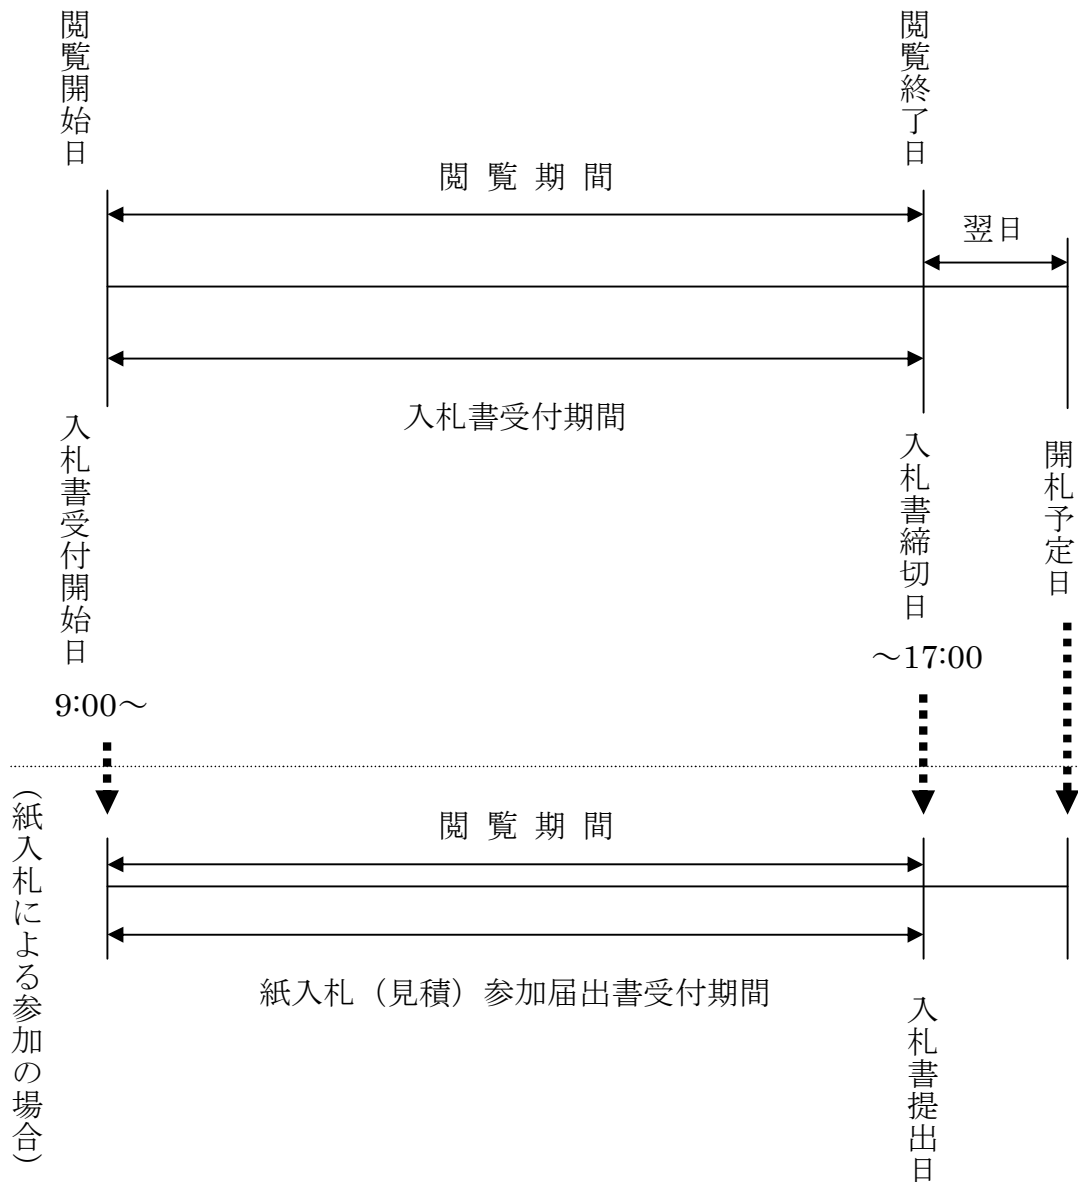 閲覧開始日
閲覧終了日
閲 覧 期 間
翌日
入札書受付期間
入札書受付開始日
入札書締切日
開札予定日
～17:00
9:00～
（紙入札による参加の場合）
閲 覧 期 間
紙入札（見積）参加届出書受付期間
入札書提出日